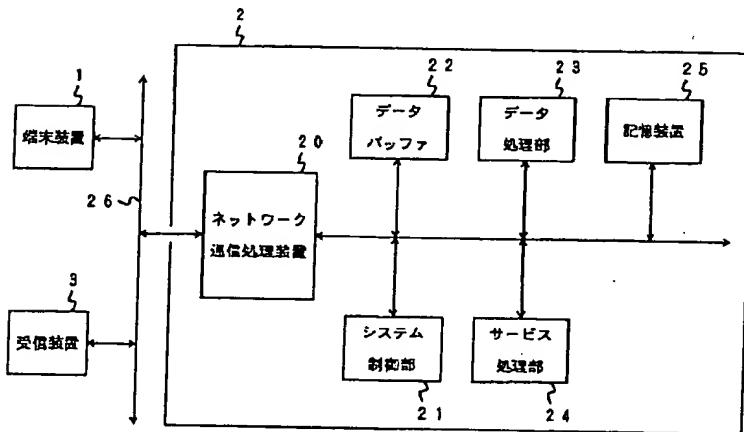 2
22
23
25
1
データ
バッファ
データ
処理部
記憶装置
端末装置
20
26
ネットワーク
通信処理装置
3
受信装置
システム
制御部
サービス
処理部
21
24